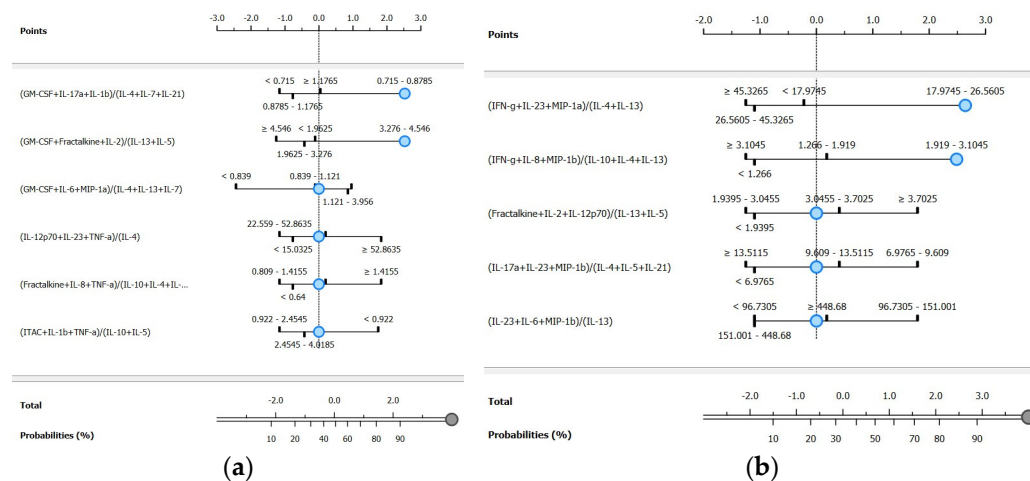 -3.0 -2.0 -1.0 0.0 1.0 2.0 3.0
Points
< 0.715 ≥ 1.1765 0.715 - 0.8785
(GM-CSF+IL-17a+IL-1b)/(IL-4+IL-7+IL-21)
0.8785 - 1.1765
≥ 4.546 < 1.9625 3.276 - 4.546
(GM-CSF+Fractalkine+IL-2)/(IL-13+IL-5)
1.9625 - 3.276
< 0.839 0.839 - 1.121
(GM-CSF+IL-6+MIP-1a)/(IL-4+IL-13+IL-7)
1.121 - 3.956
22.559 - 52.8635
(IL-12p70+IL-23+TNF-a)/(IL-4)
< 15.0325 ≥ 52.8635
0.809 - 1.4155 ≥ 1.4155
(Fractalkine+IL-8+TNF-a)/(IL-10+IL-4+IL-...
< 0.64
0.922 - 2.4545 < 0.922
(ITAC+IL-1b+TNF-a)/(IL-10+IL-5)
2.4545 - 4.0185
Total
-2.0 0.0 2.0
Probabilities (%)
10 20 30 40 50 60 70 80 90
(a)
-2.0 -1.0 0.0 1.0 2.0 3.0
Points
≥ 45.3265 < 17.9745 17.9745 - 26.5605
(IFN-g+IL-23+MIP-1a)/(IL-4+IL-13)
26.5605 - 45.3265
≥ 3.1045 1.266 - 1.919 1.919 - 3.1045
(IFN-g+IL-8+MIP-1b)/(IL-10+IL-4+IL-13)
< 1.266
1.9395 - 3.0455 3.0455 - 3.7025 ≥ 3.7025
(Fractalkine+IL-2+IL-12p70)/(IL-13+IL-5)
< 1.9395
≥ 13.5115 9.609 - 13.5115 6.9765 - 9.609
(IL-17a+IL-23+MIP-1b)/(IL-4+IL-5+IL-21)
< 6.9765
< 96.7305 ≥ 448.68 96.7305 - 151.001
(IL-23+IL-6+MIP-1b)/(IL-13)
151.001 - 448.68
Total
-2.0 -1.0 0.0 1.0 2.0 3.0
Probabilities (%)
10 20 30 50 60 70 80 90
(b)